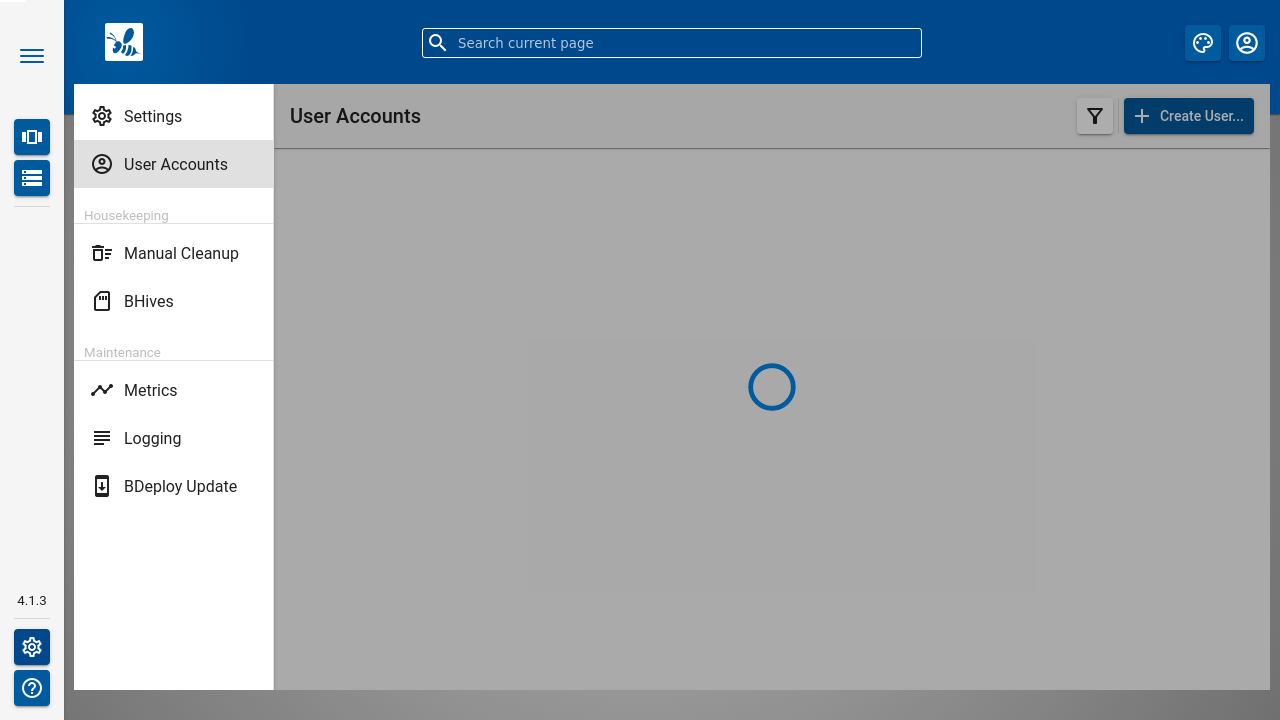 Search current page
Settings
User Accounts
Housekeeping
Manual Cleanup
BHives
Maintenance
Metrics
Logging
BDeploy Update
User Accounts
Create User...
4.1.3